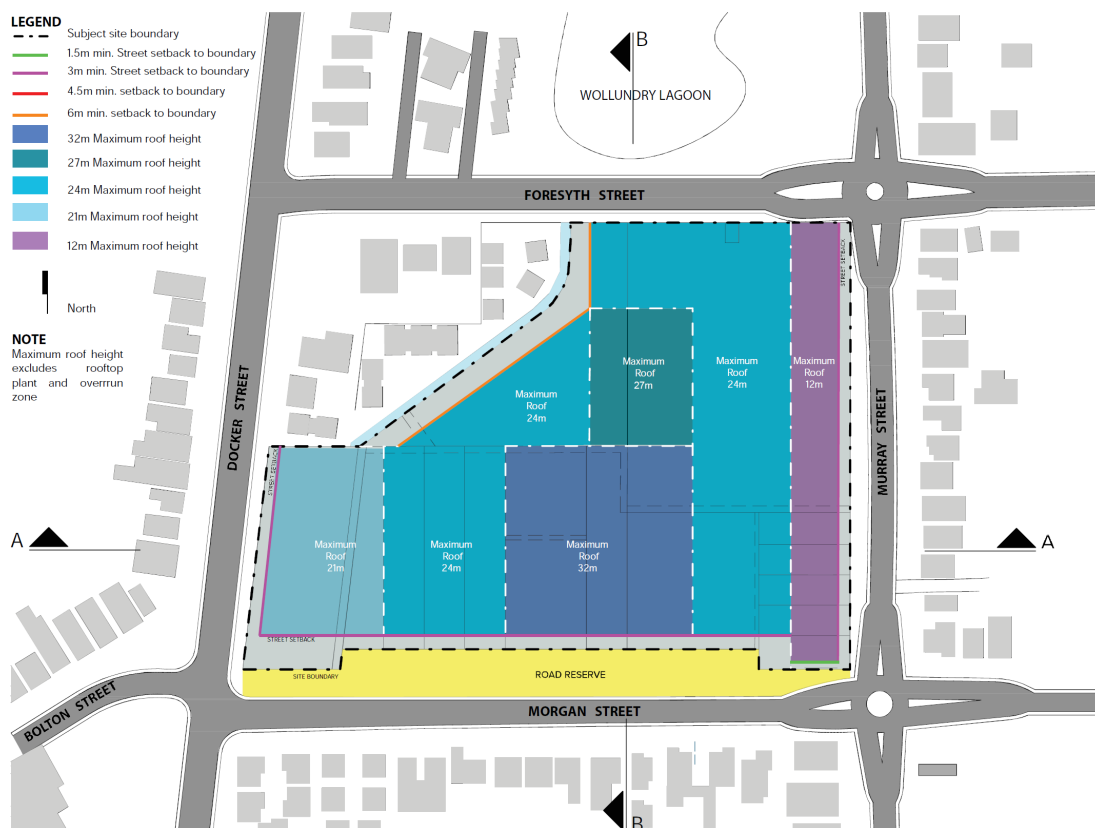 LEGEND
Subject site boundary
1.5m min. Street setback to boundary
3m min. Street setback to boundary
4.5m min. setback to boundary
6m min. setback to boundary
32m Maximum roof height
27m Maximum roof height
24m Maximum roof height
21m Maximum roof height
12m Maximum roof height
North
NOTE
Maximum roof height
excludes rooftop
plant and overrun
zone
B
WOLLUNDRY LAGOON
FORESYTH STREET
STREET SETBACK
Maximum
Roof
27m
Maximum
Roof
24m
Maximum
Roof
12m
Maximum
Roof
24m
DOCKER STREET
MURRAY STREET
STREET SETBACK
A
A
Maximum
Roof
21m
Maximum
Roof
24m
Maximum
Roof
32m
STREET SETBACK
SITE BOUNDARY
ROAD RESERVE
BOLTON STREET
MORGAN STREET
B